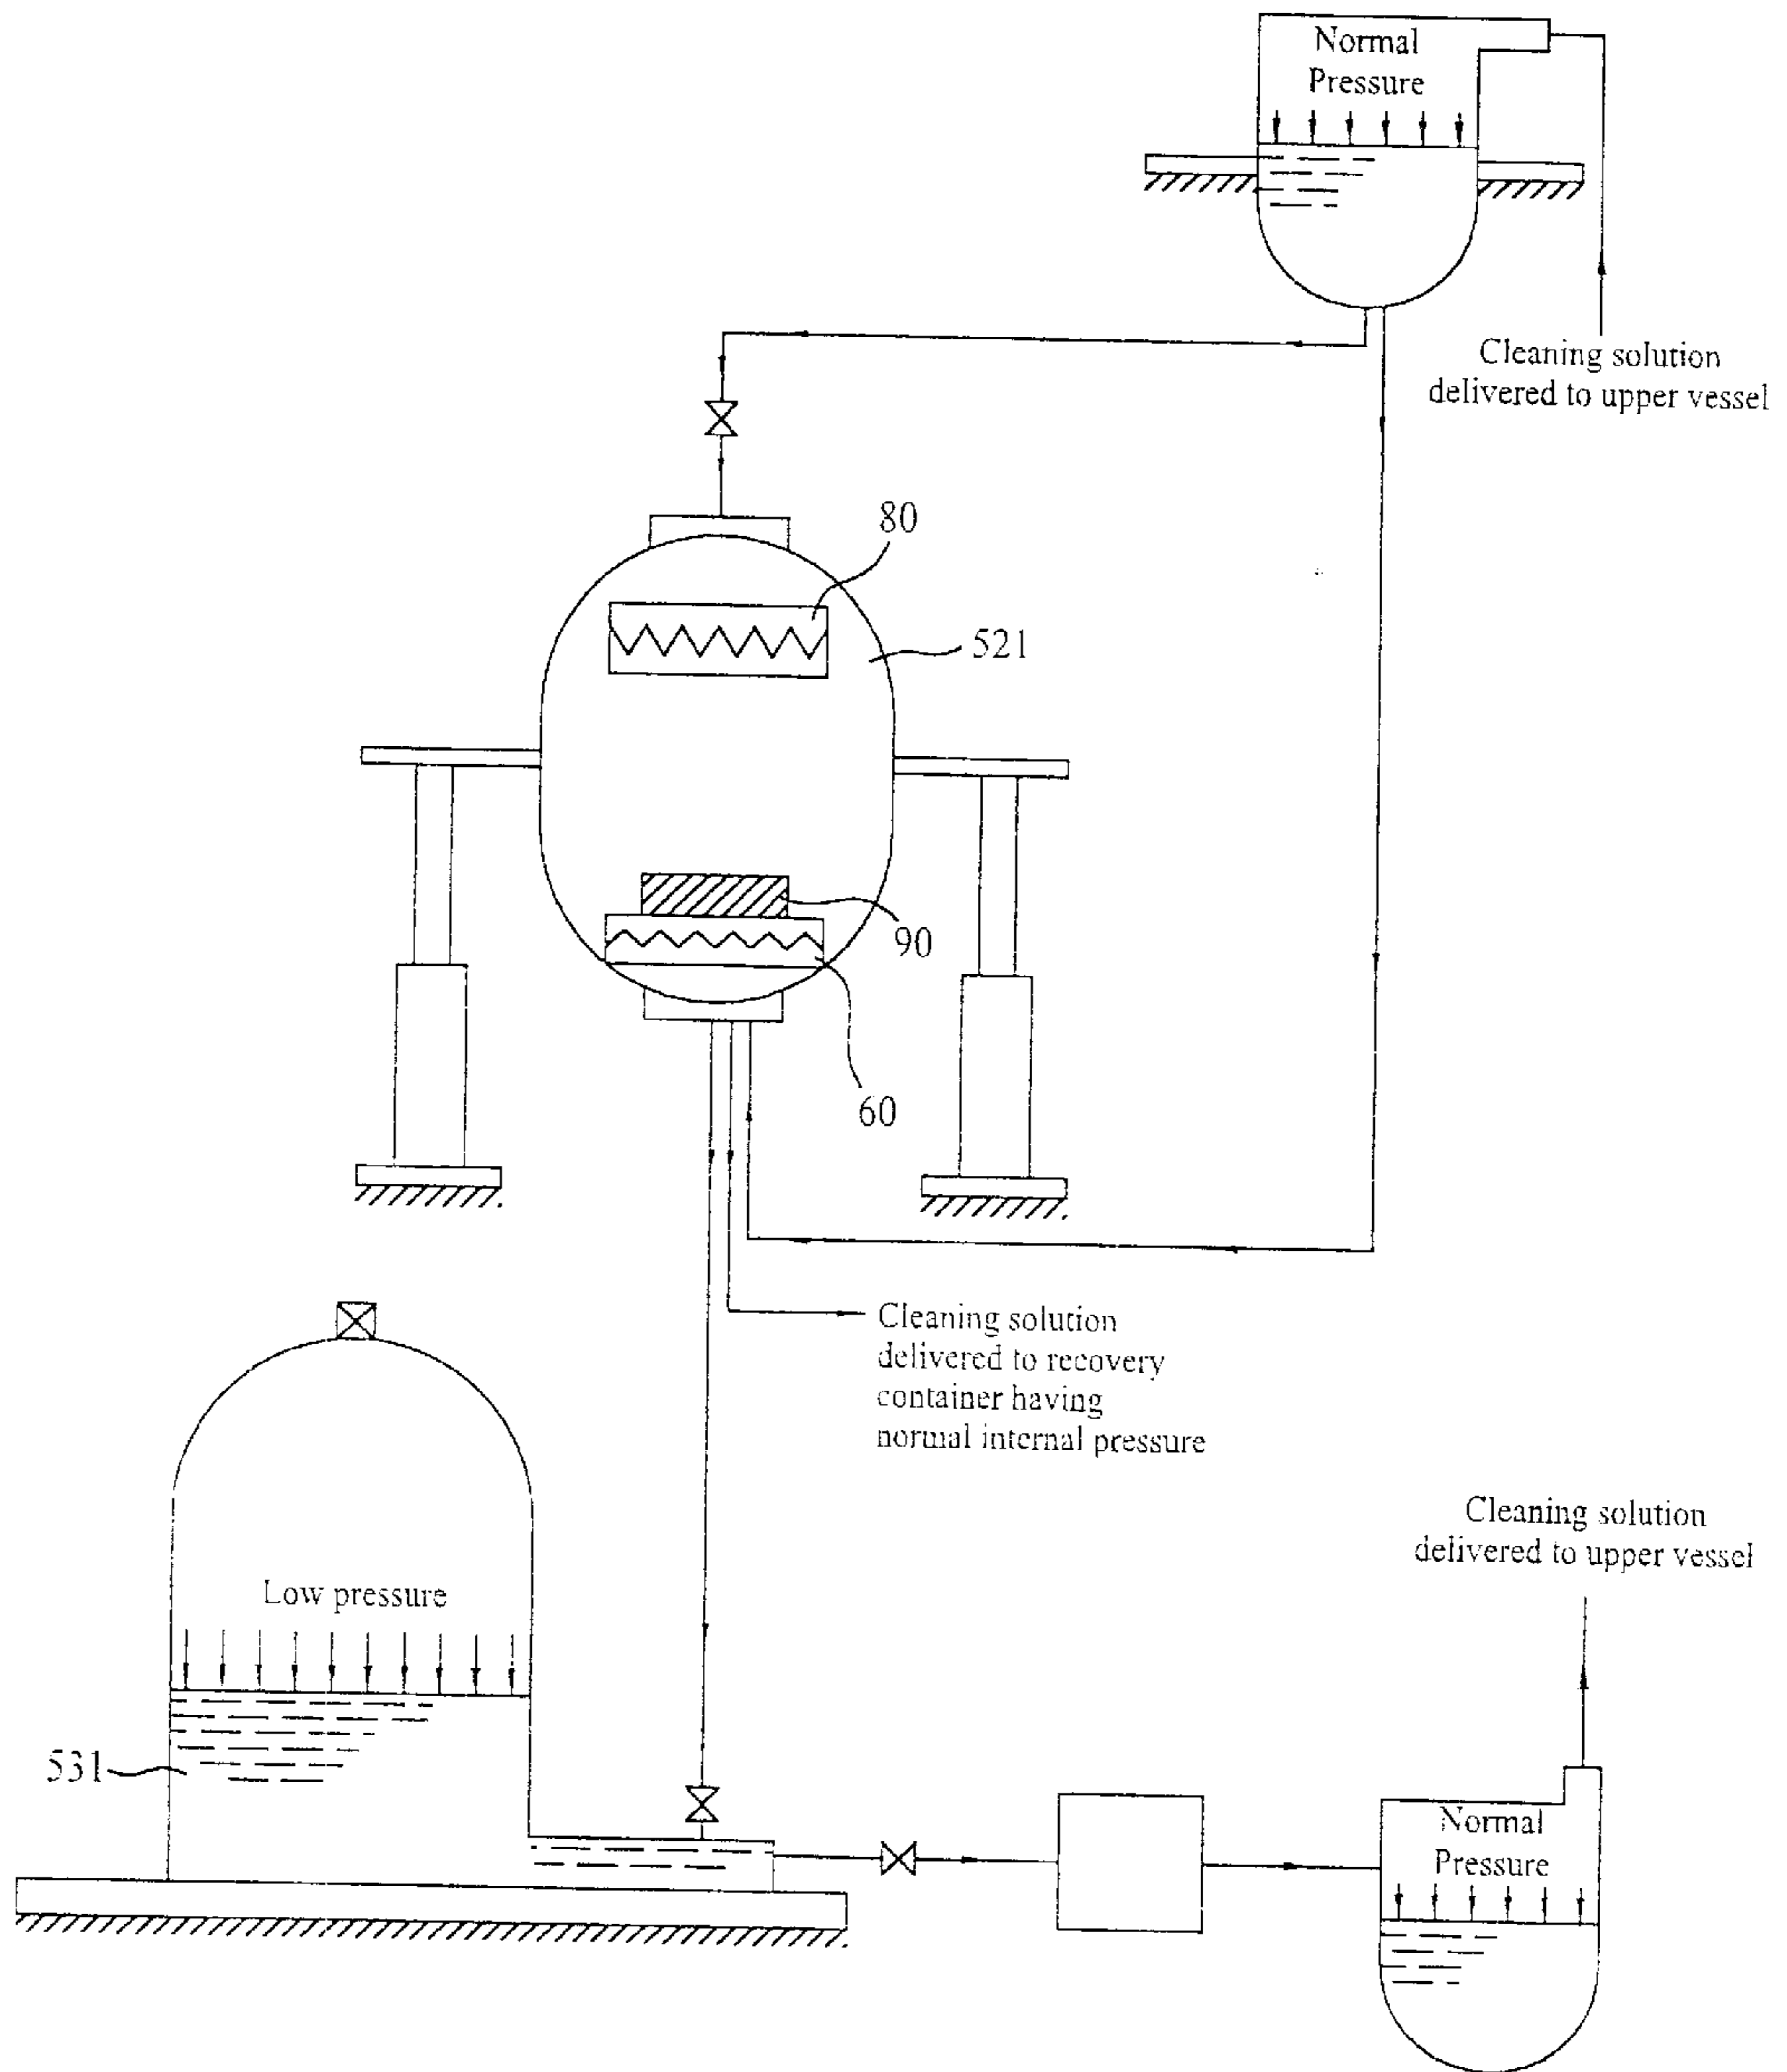 Normal
Pressure
Cleaning solution
delivered to upper vessel
80
521
90
60
Cleaning solution
delivered to recovery
container having
normal internal pressure
Cleaning solution
delivered to upper vessel
Low pressure
531
Normal
Pressure